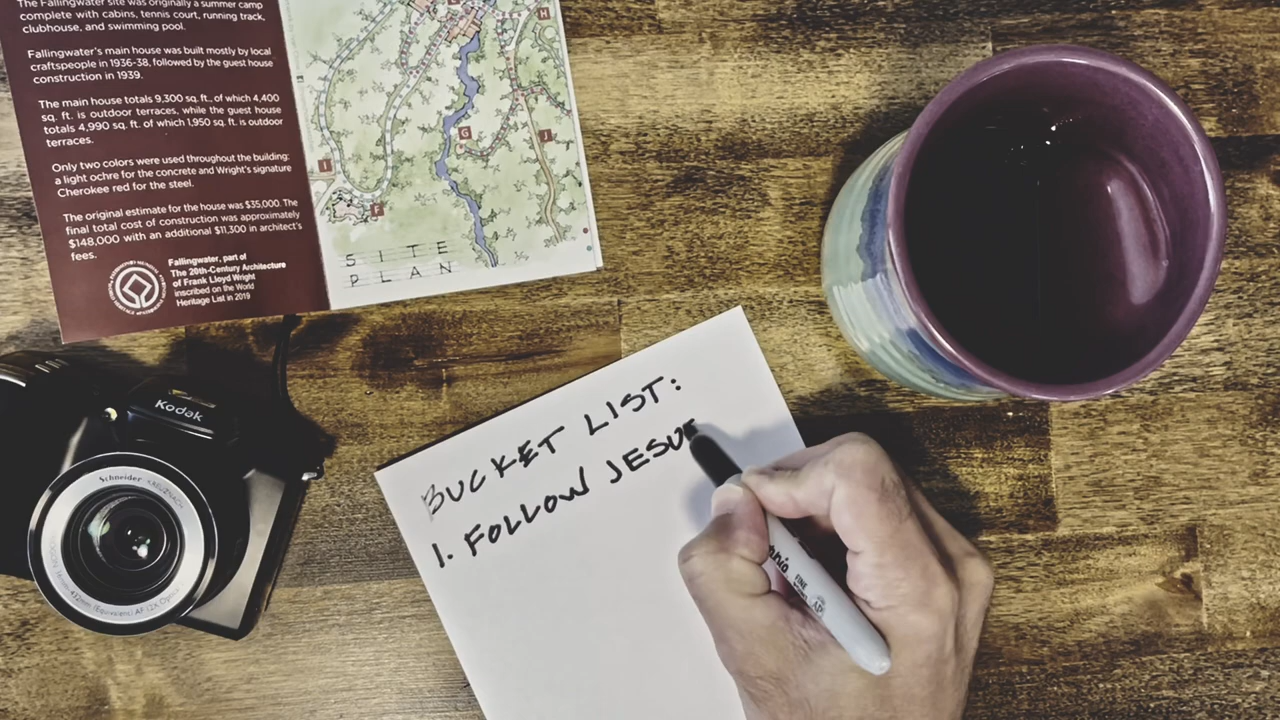 The Fallingwater site was originally a summer camp
complete with cabins, tennis court, running track,
clubhouse, and swimming pool.
Fallingwater's main house was built mostly by local
craftspeople in 1936-38, followed by the guest house
construction in 1939.
The main house totals 9,300 sq. ft., of which 4,400
sq. ft. is outdoor terraces, while the guest house
totals 4,990 sq. ft. of which 1,950 sq. ft. is outdoor
terraces.
Only two colors were used throughout the building:
a light ochre for the concrete and Wright's signature
Cherokee red for the steel.
The original estimate for the house was $35,000. The
final total cost of construction was approximately
$148,000 with an additional $11,300 in architect's
fees.
Fallingwater, part of
The 20th-Century Architecture
of Frank Lloyd Wright
inscribed on the World
Heritage List in 2019
H
G
J
I
F
SITE
PLAN
Kodak
Schneider
BUCKET LIST:
1. FOLLOW JESUS
FINE
AP